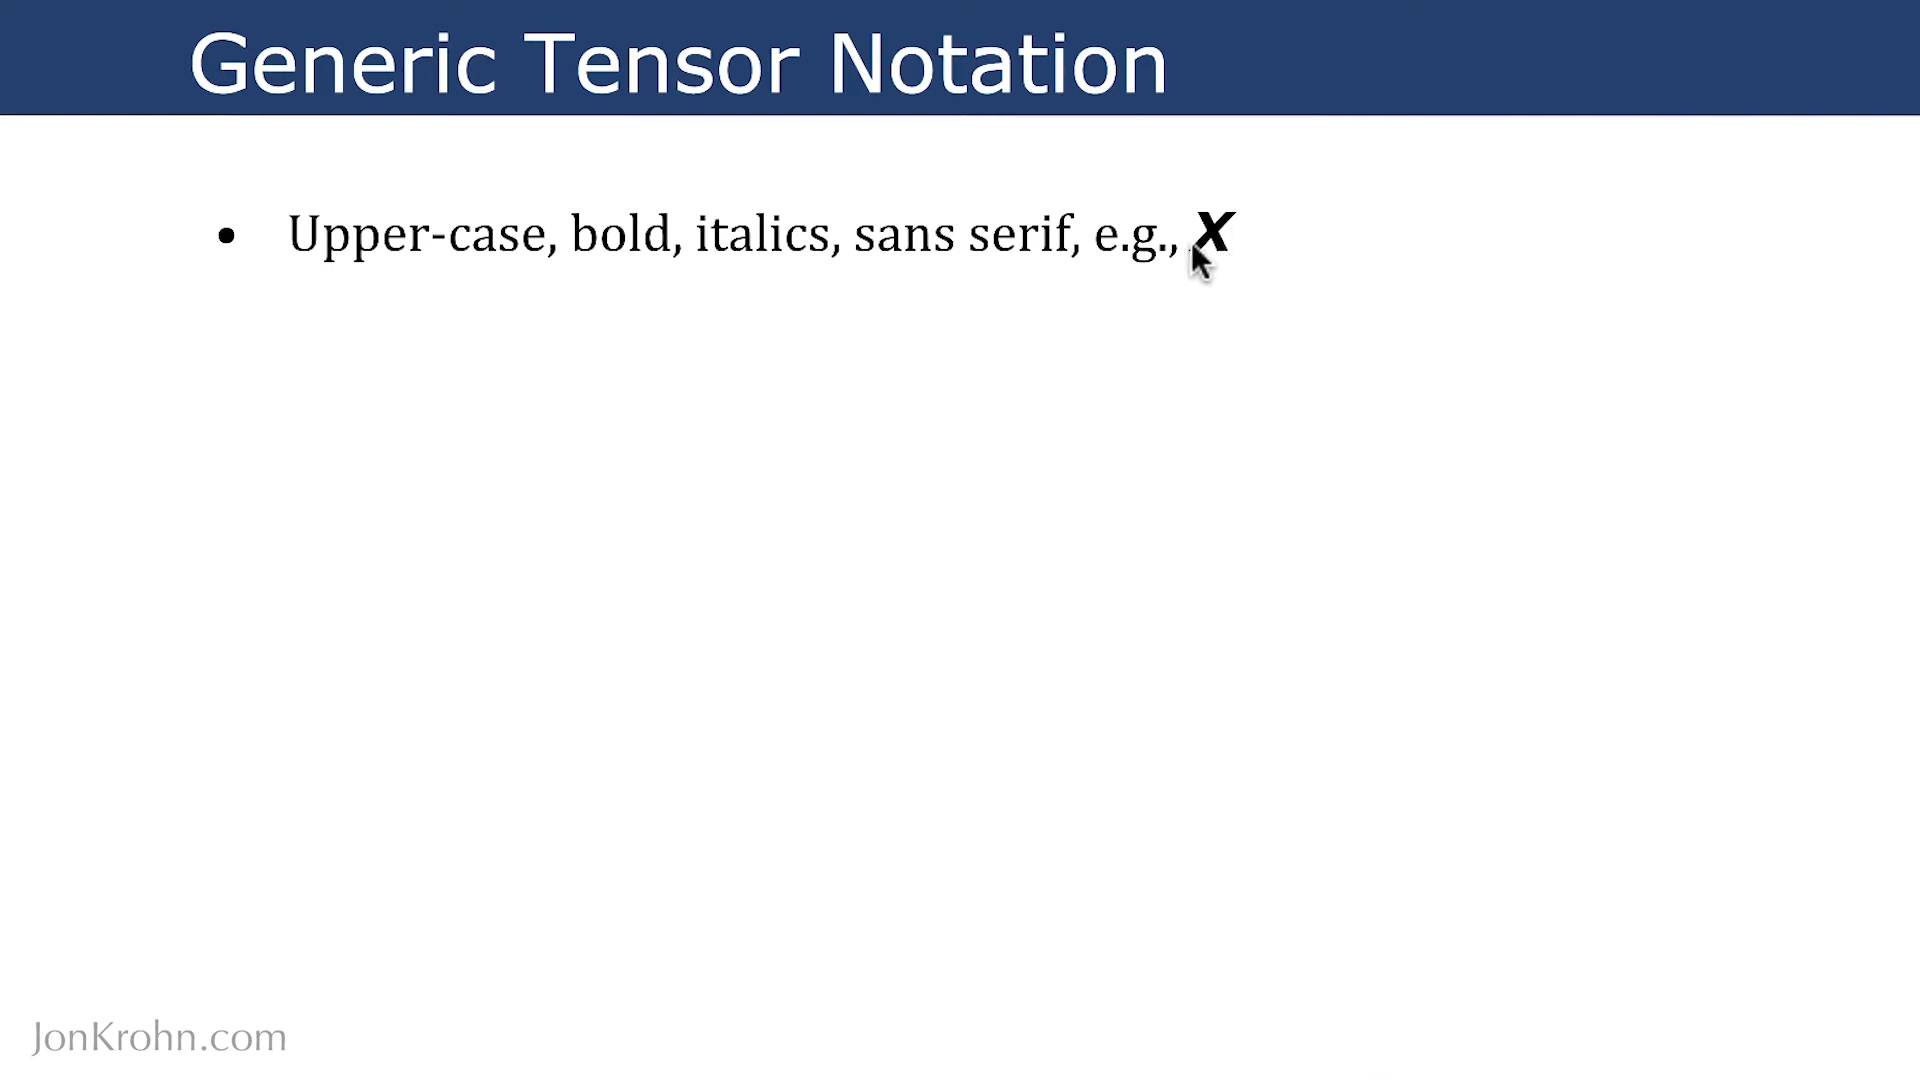 Generic Tensor Notation
• Upper-case, bold, italics, sans serif, e.g., X
JonKrohn.com